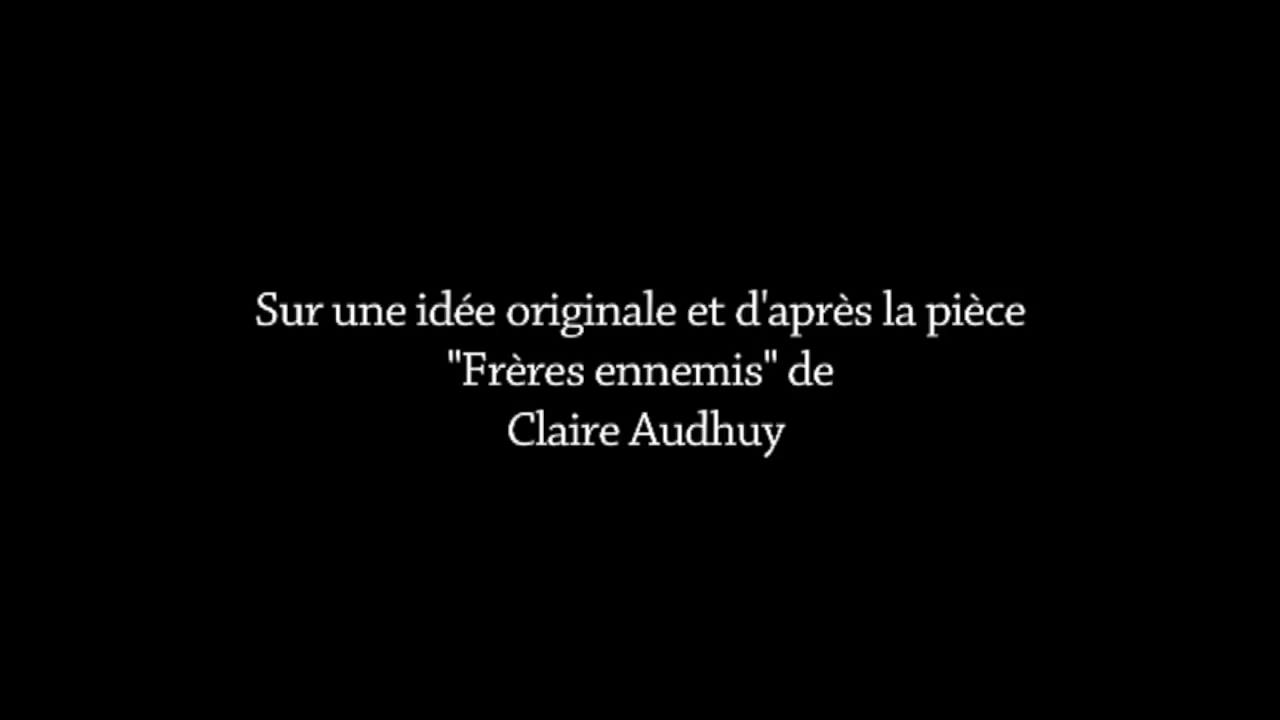 Sur une idée originale et d'après la pièce
"Frères ennemis" de
Claire Audhuy